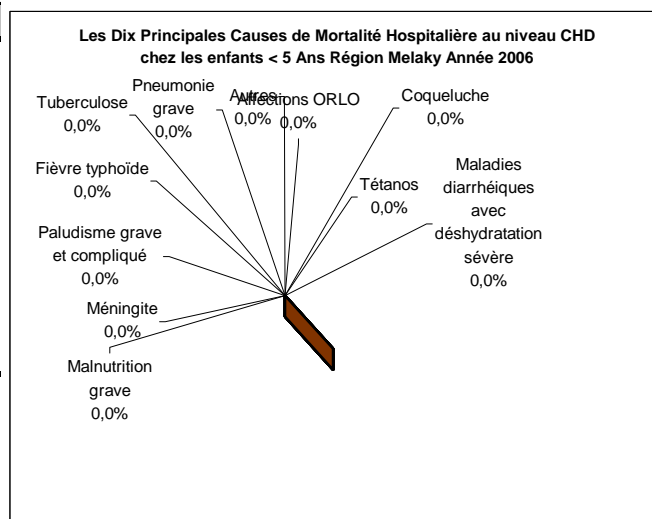 Les Dix Principales Causes de Mortalité Hospitalière au niveau CHD
chez les enfants < 5 Ans Région Melaky Année 2006
Pneumonie
grave
0,0%
Autres
0,0%
Affections ORLO
0,0%
Coqueluche
0,0%
Tuberculose
0,0%
Fièvre typhoïde
0,0%
Tétanos
0,0%
Maladies
diarrhéiques
avec
déshydratation
sévère
0,0%
Paludisme grave
et compliqué
0,0%
Méningite
0,0%
Malnutrition
grave
0,0%